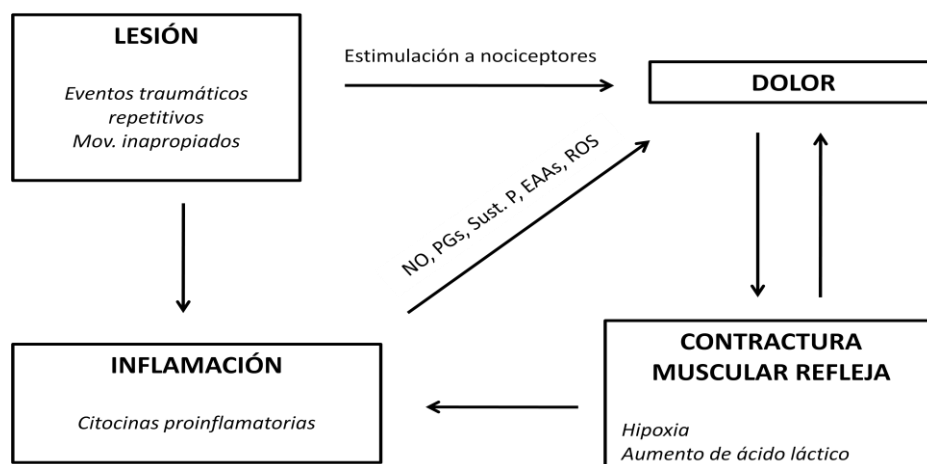 LESIÓN
Eventos traumáticos
repetitivos
Mov. inapropiados
Estimulación a nociceptores
DOLOR
NO, PGs, Sust. P, EAAs, ROS
INFLAMACIÓN
Citocinas proinflamatorias
CONTRACTURA
MUSCULAR REFLEJA
Hipoxia
Aumento de ácido láctico